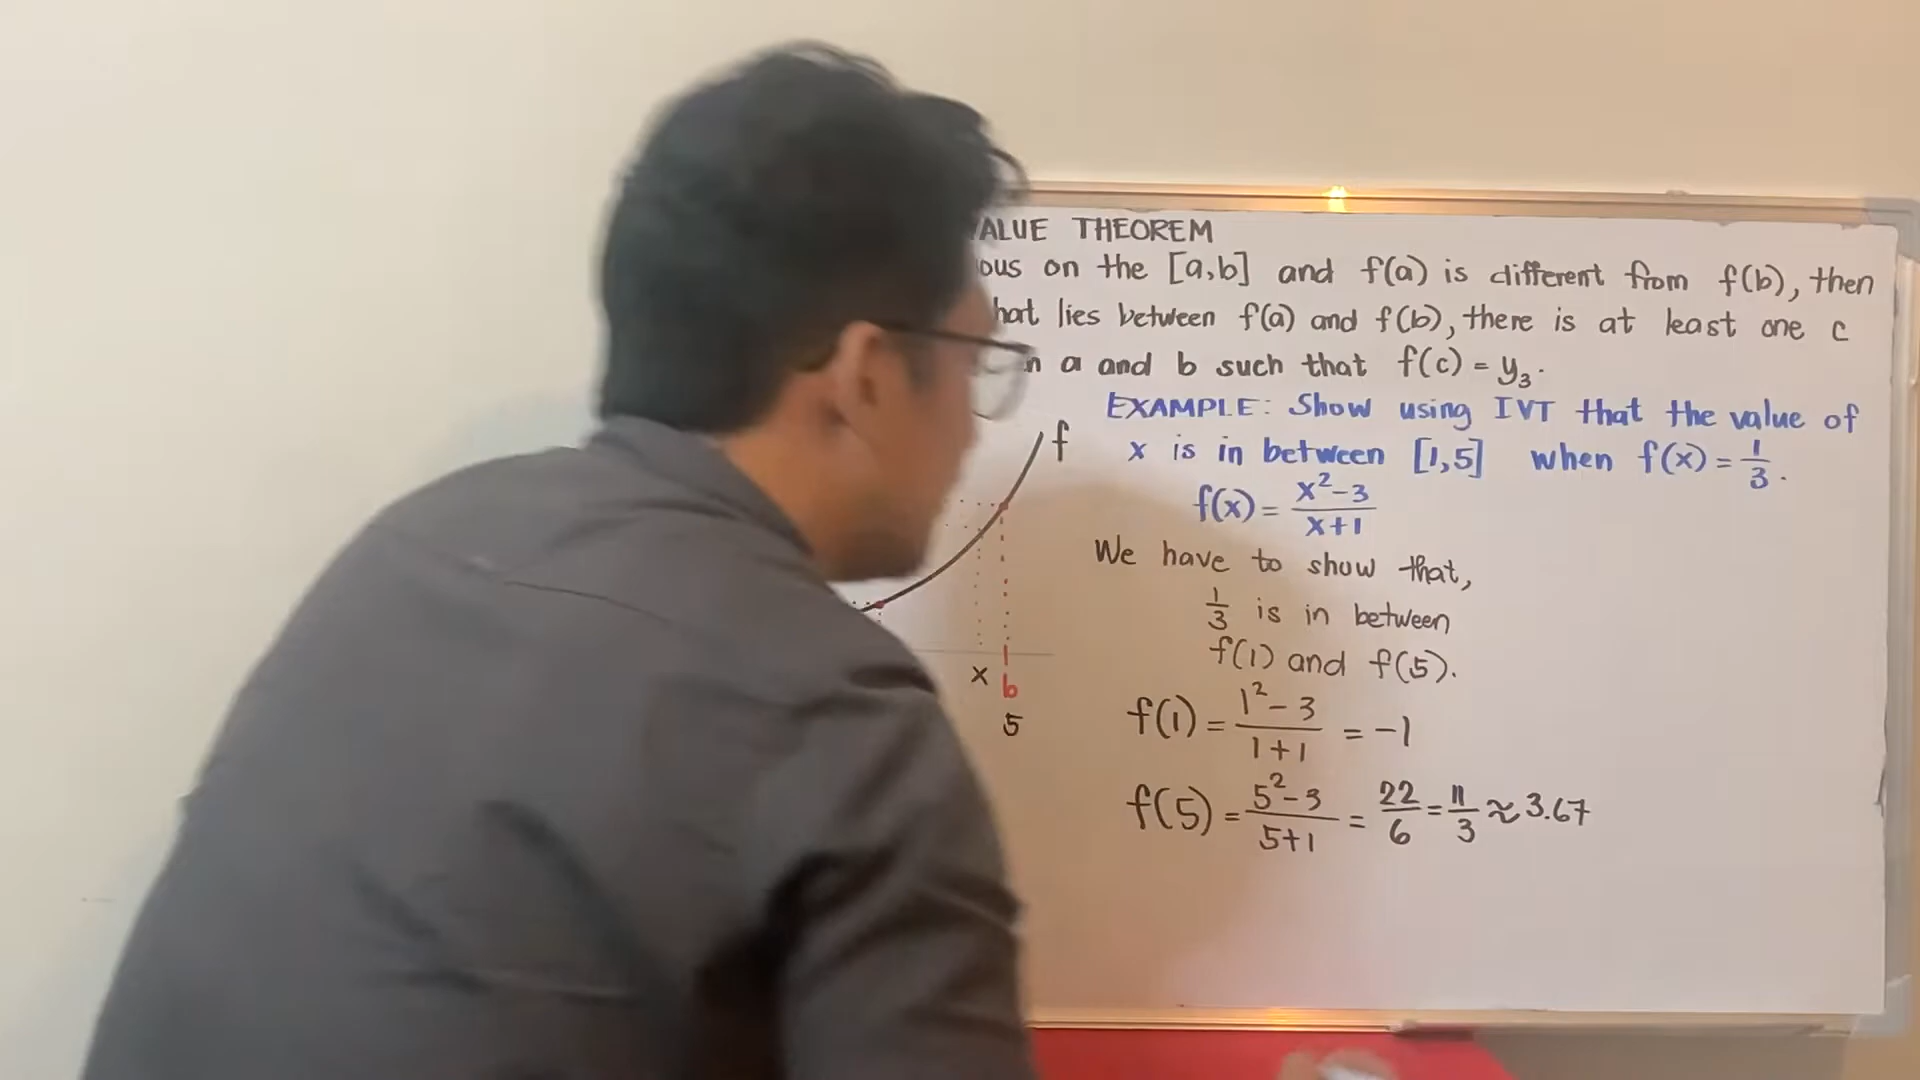 THEOREM
on the [a,b] and f(a) is different from f(b), then
lies between f(a) and f(b), there is at least one c
a and b such that f(c) = y₃.
EXAMPLE: Show using IVT that the value of
x is in between [1,5] when f(x) = 1/3.
f(x) = x²-3/x+1
We have to show that,
1/3 is in between
f(1) and f(5).
f(1) = 1²-3/1+1 = -1
f(5) = 5²-3/5+1 = 22/6 = 11/3 ≈ 3.67
f
x b
5